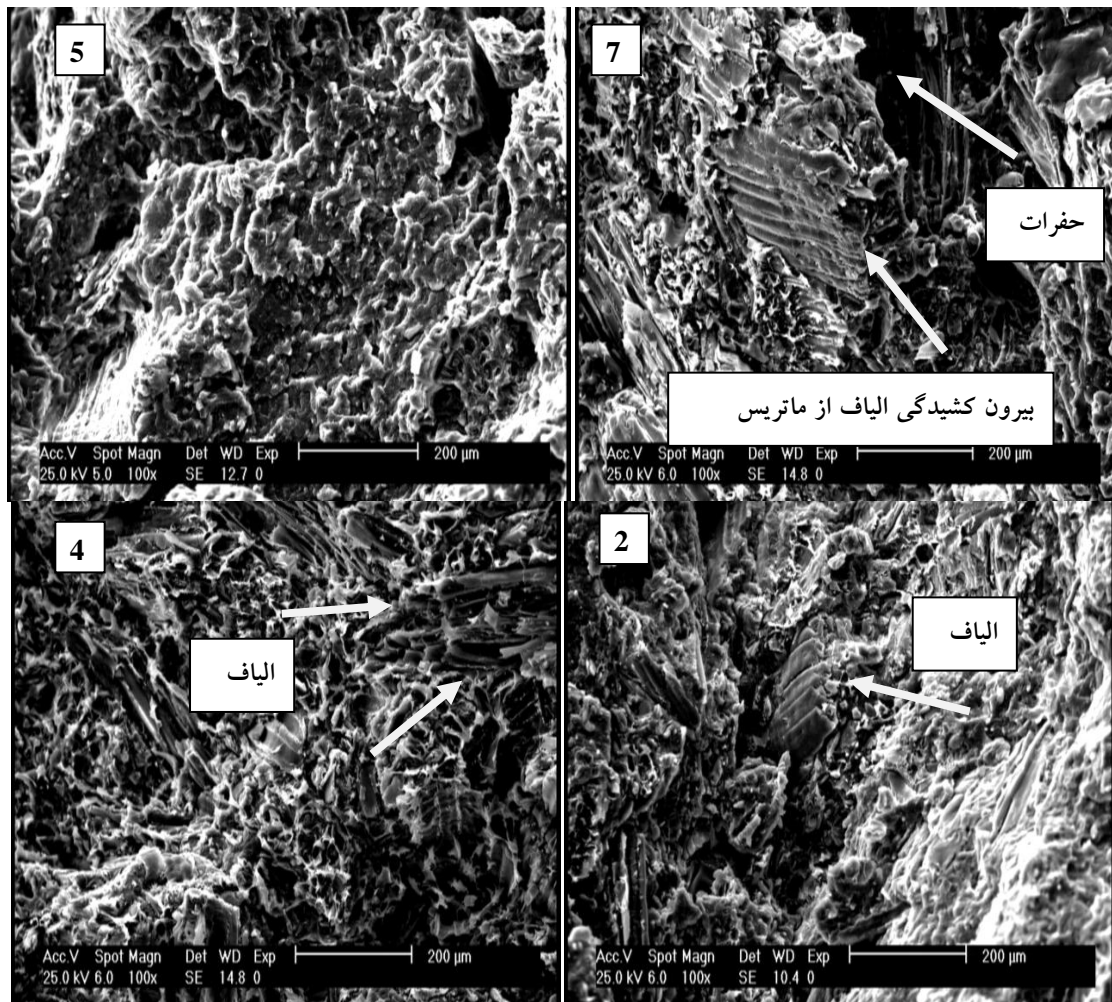 5
Acc.V Spot Magn Det WD Exp 200 µm
25.0 kV 5.0 100x SE 12.7 0
7
حفرات
بیرون کشیدگی الیاف از ماتریس
Acc.V Spot Magn Det WD Exp 200 µm
25.0 kV 6.0 100x SE 14.8 0
4
الیاف
Acc.V Spot Magn Det WD Exp 200 µm
25.0 kV 6.0 100x SE 14.8 0
2
الیاف
Acc.V Spot Magn Det WD Exp 200 µm
25.0 kV 6.0 100x SE 10.4 0